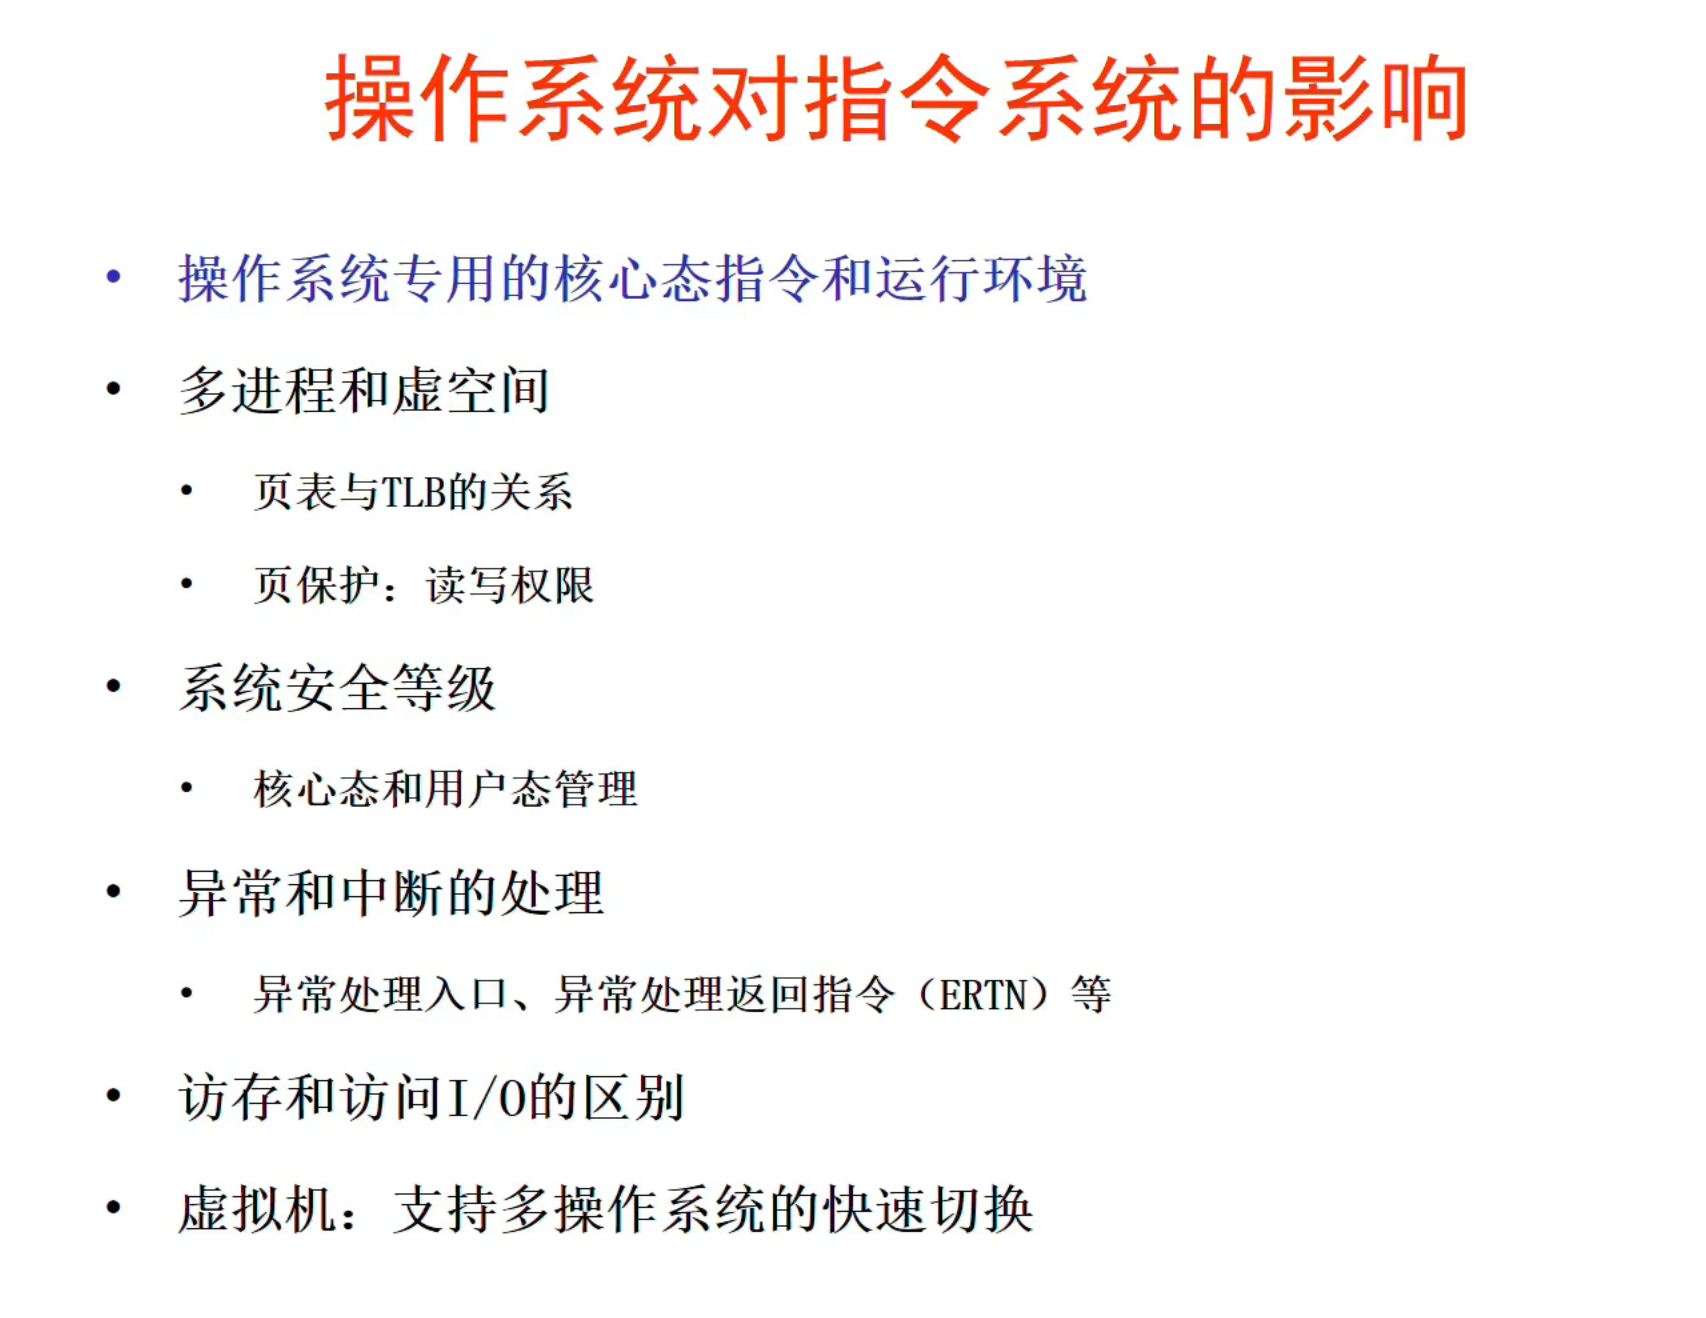 操作系统对指令系统的影响
• 操作系统专用的核心态指令和运行环境
• 多进程和虚空间
• 页表与TLB的关系
• 页保护：读写权限
• 系统安全等级
• 核心态和用户态管理
• 异常和中断的处理
• 异常处理入口、异常处理返回指令（ERTN）等
• 访存和访问I/O的区别
• 虚拟机：支持多操作系统的快速切换